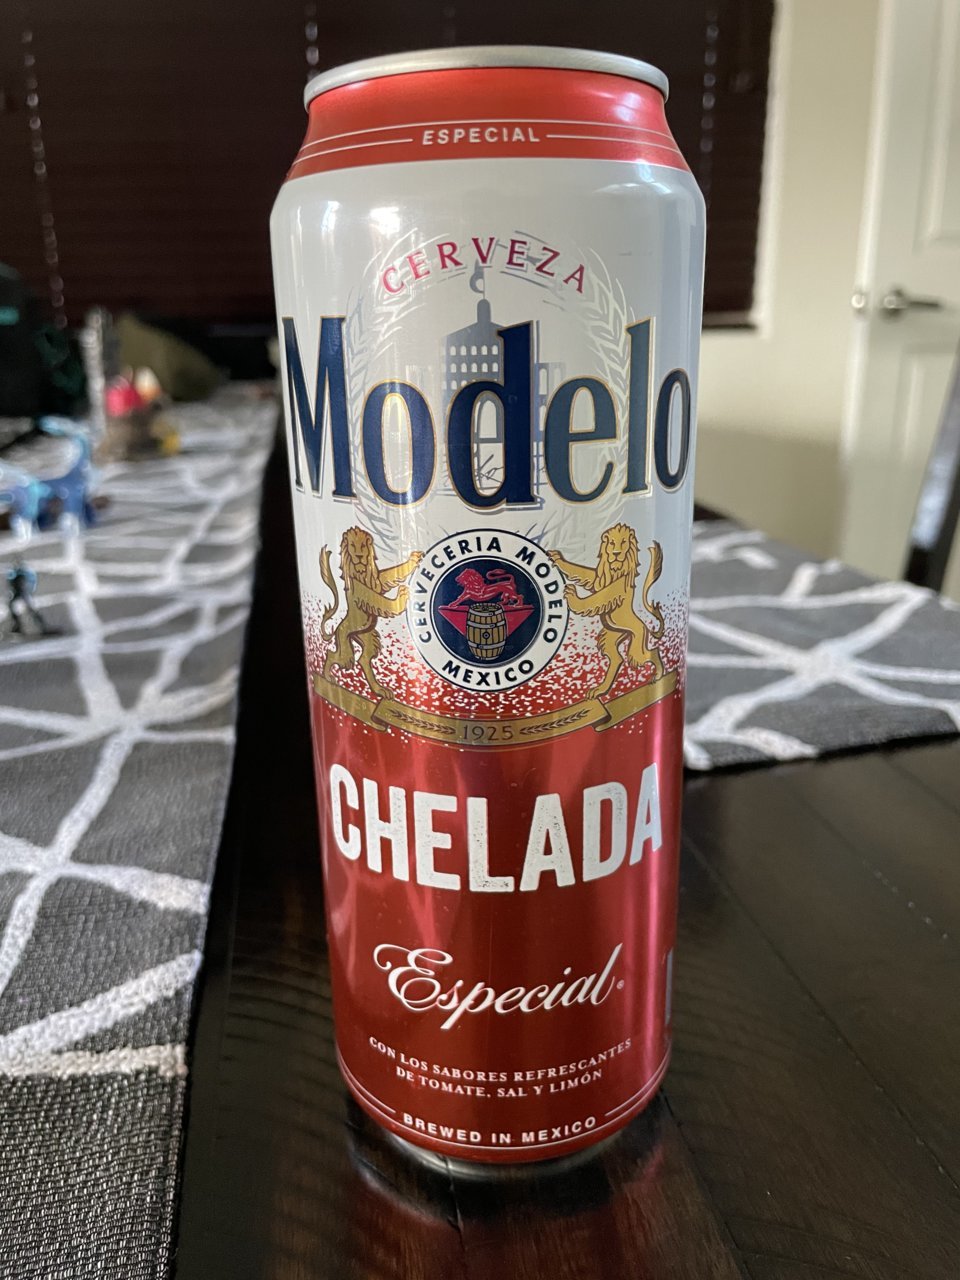 ESPECIAL
CERVEZA
Modelo
CERVECERIA MODELO
MEXICO
1925
CHELADA
Especial®
CON LOS SABORES REFRESCANTES
DE TOMATE, SAL Y LIMÓN
BREWED IN MEXICO